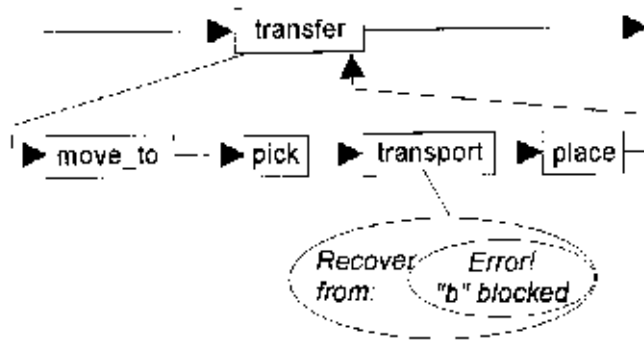 transfer
move_to pick transport place
Recover from:
Error!
"b" blocked